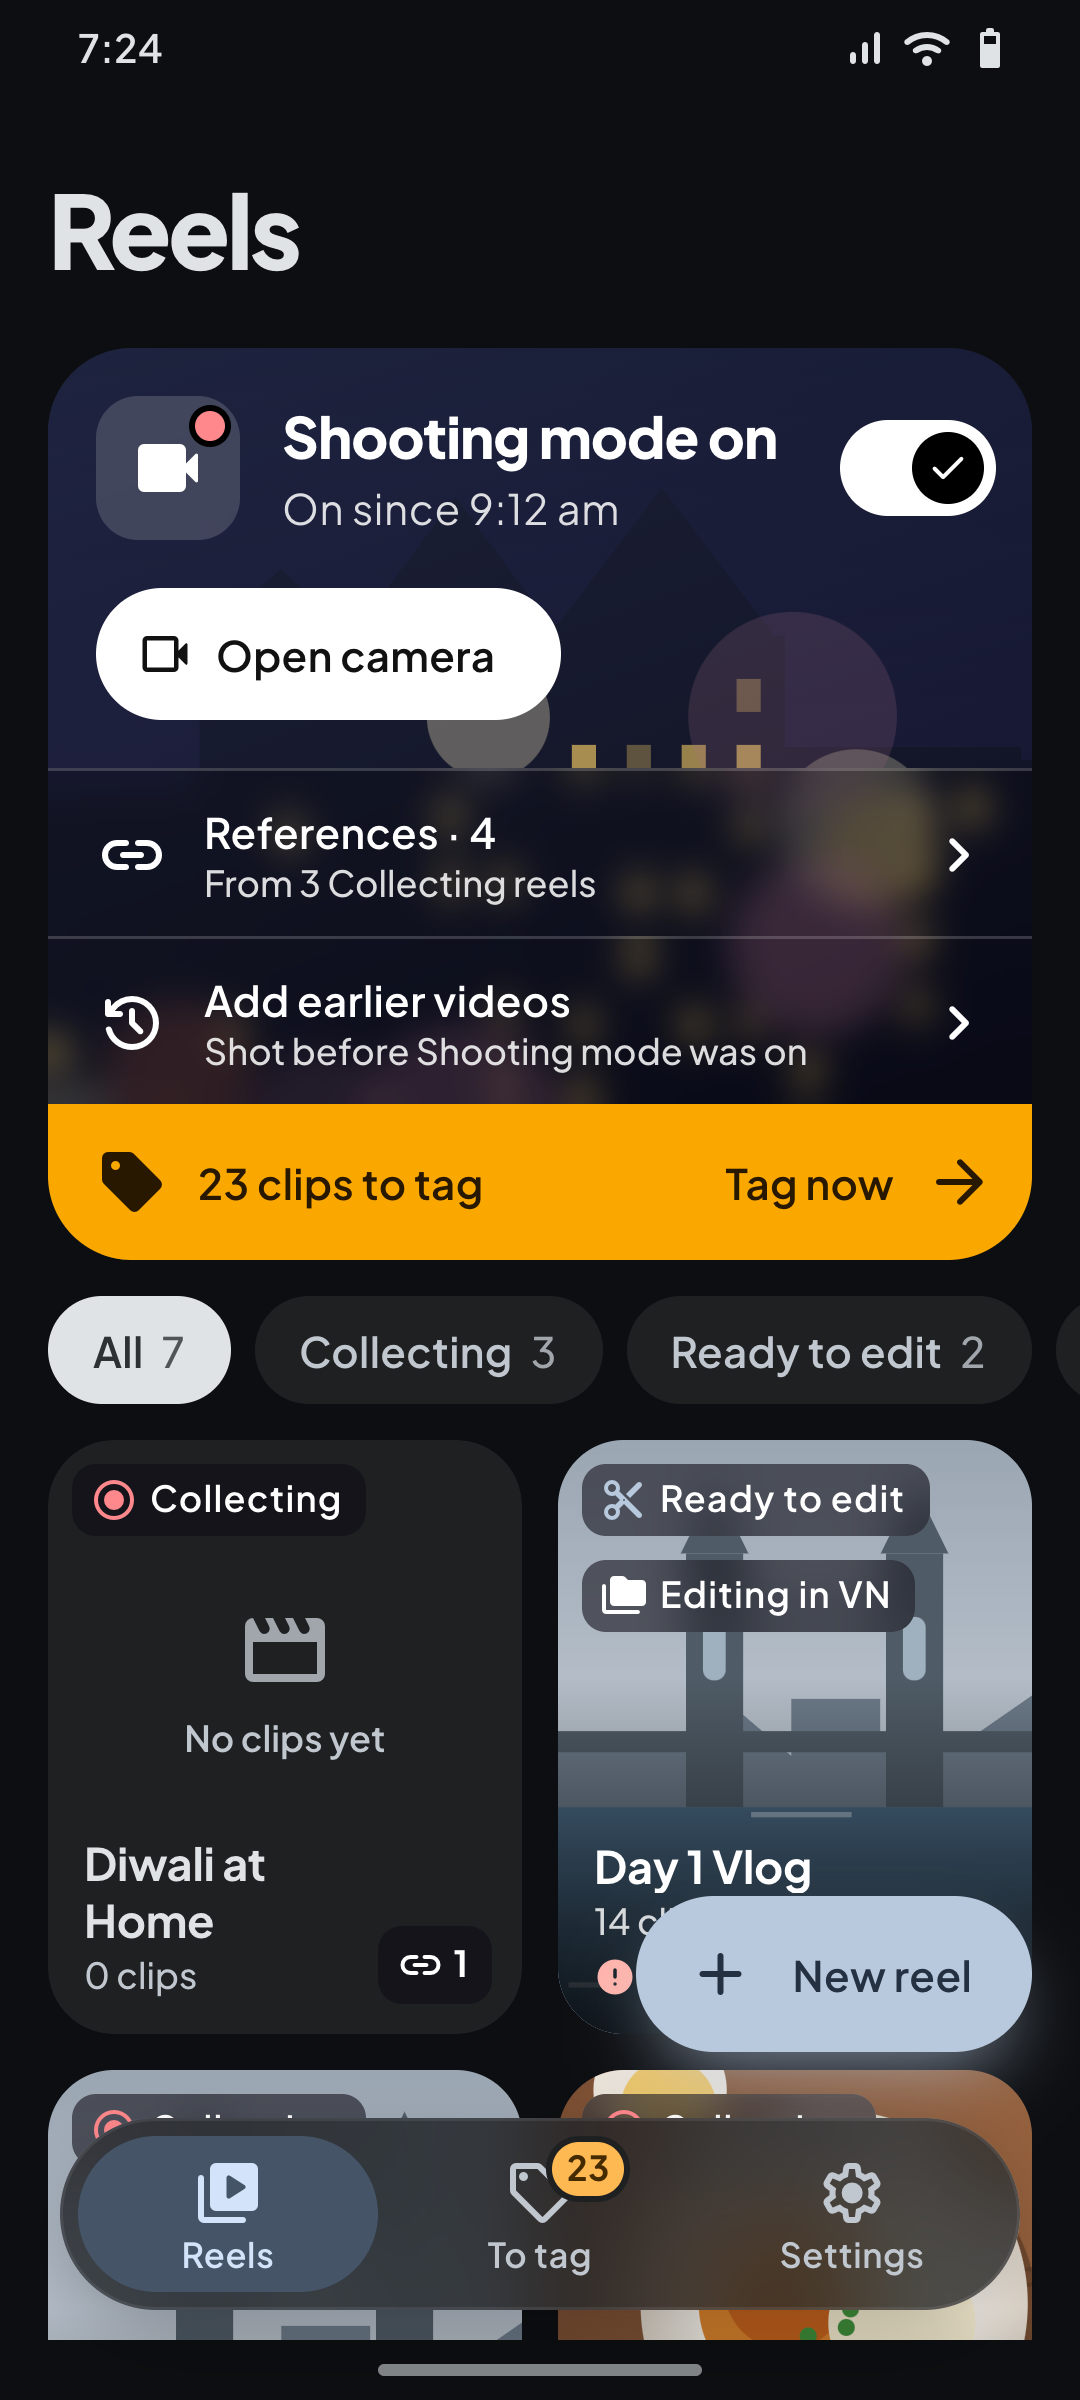 7:24
Reels
Shooting mode on
On since 9:12 am
Open camera
References · 4
From 3 Collecting reels
Add earlier videos
Shot before Shooting mode was on
23 clips to tag
Tag now
All 7
Collecting 3
Ready to edit 2
Collecting
No clips yet
Diwali at
Home
0 clips
1
Ready to edit
Editing in VN
Day 1 Vlog
14
New reel
Reels
23
To tag
Settings